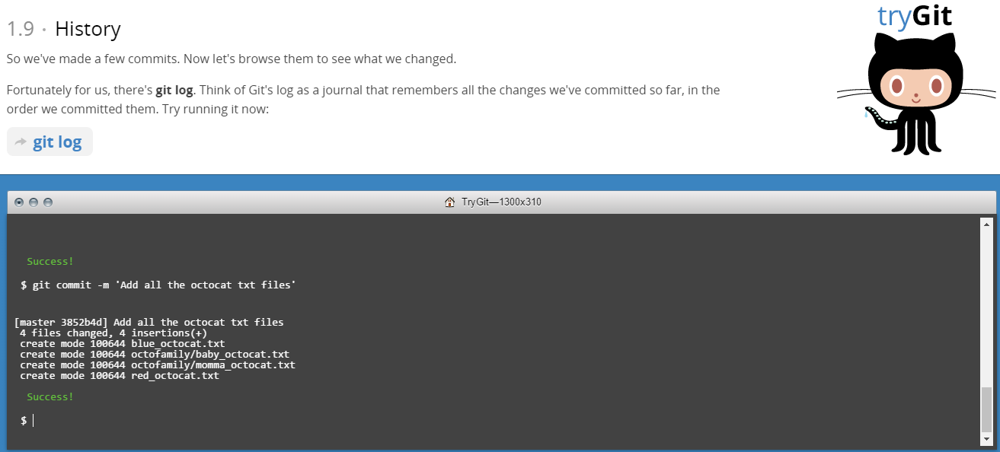 tryGit
1.9 · History
So we've made a few commits. Now let's browse them to see what we changed.
Fortunately for us, there's git log. Think of Git's log as a journal that remembers all the changes we've committed so far, in the
order we committed them. Try running it now:
git log
TryGit—1300x310
Success!
$ git commit -m 'Add all the octocat txt files'
[master 3852b4d] Add all the octocat txt files
4 files changed, 4 insertions(+)
create mode 100644 blue_octocat.txt
create mode 100644 octofamily/baby_octocat.txt
create mode 100644 octofamily/momma_octocat.txt
create mode 100644 red_octocat.txt
Success!
$